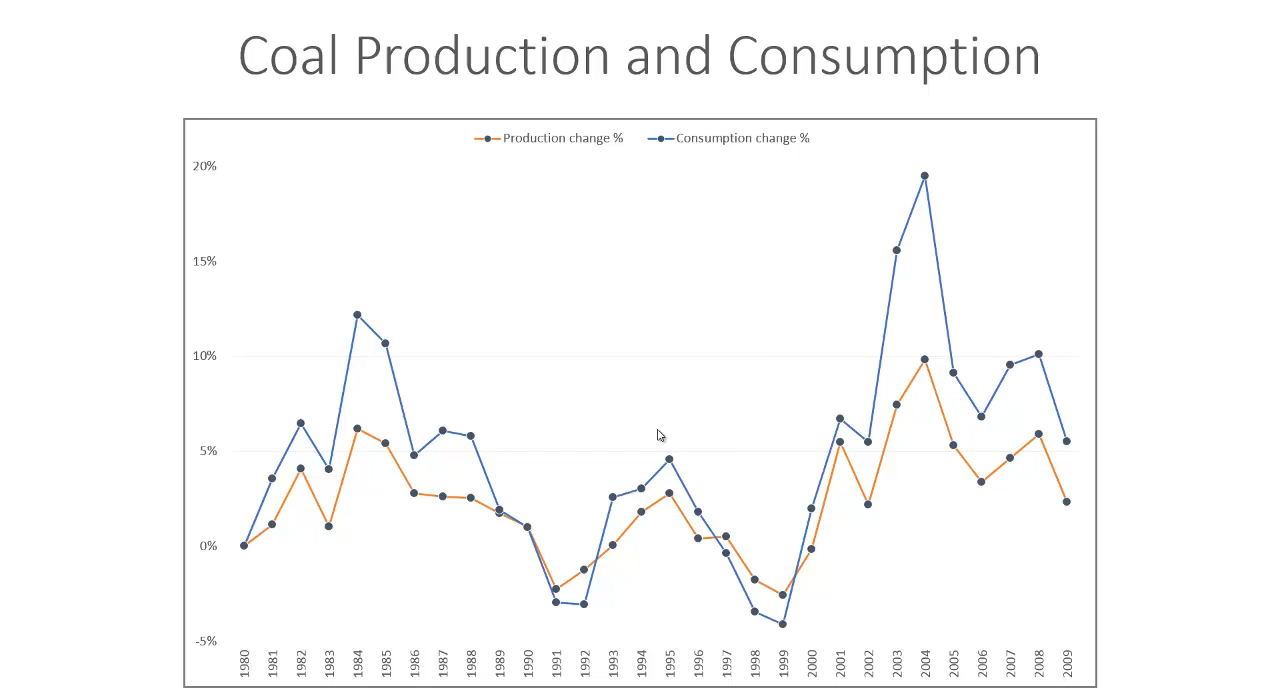 Coal Production and Consumption
Production change % Consumption change %
20%
15%
10%
5%
0%
-5%
1980 1981 1982 1983 1984 1985 1986 1987 1988 1989 1990 1991 1992 1993 1994 1995 1996 1997 1998 1999 2000 2001 2002 2003 2004 2005 2006 2007 2008 2009